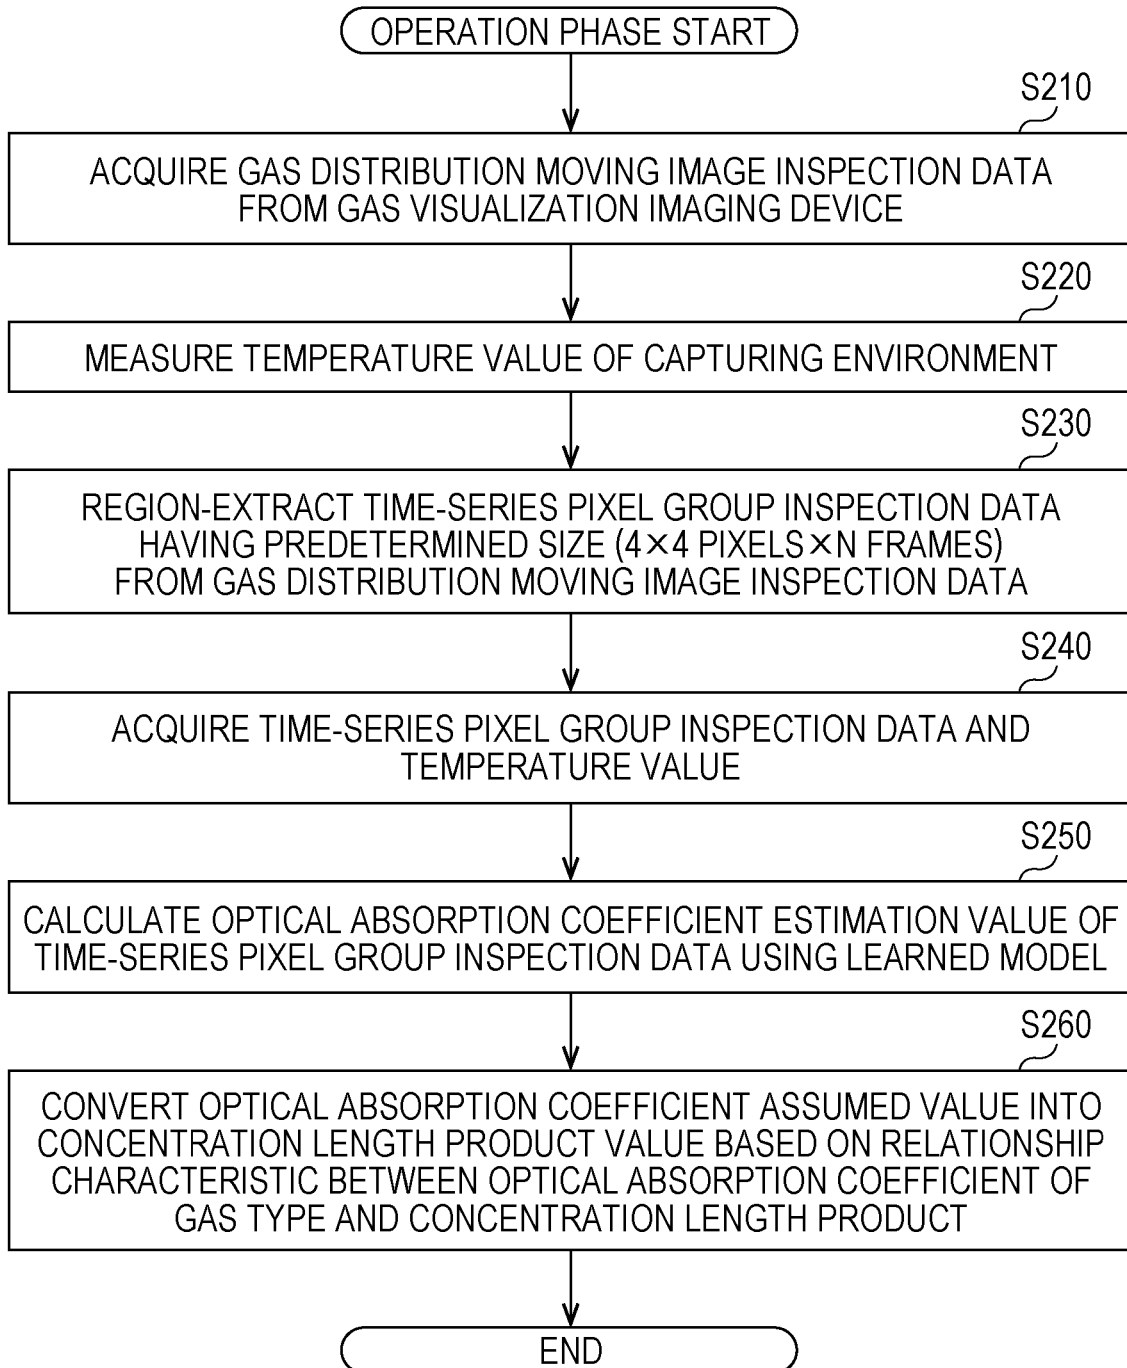 OPERATION PHASE START
S210
ACQUIRE GAS DISTRIBUTION MOVING IMAGE INSPECTION DATA
FROM GAS VISUALIZATION IMAGING DEVICE
S220
MEASURE TEMPERATURE VALUE OF CAPTURING ENVIRONMENT
S230
REGION-EXTRACT TIME-SERIES PIXEL GROUP INSPECTION DATA
HAVING PREDETERMINED SIZE (4×4 PIXELS×N FRAMES)
FROM GAS DISTRIBUTION MOVING IMAGE INSPECTION DATA
S240
ACQUIRE TIME-SERIES PIXEL GROUP INSPECTION DATA AND
TEMPERATURE VALUE
S250
CALCULATE OPTICAL ABSORPTION COEFFICIENT ESTIMATION VALUE OF
TIME-SERIES PIXEL GROUP INSPECTION DATA USING LEARNED MODEL
S260
CONVERT OPTICAL ABSORPTION COEFFICIENT ASSUMED VALUE INTO
CONCENTRATION LENGTH PRODUCT VALUE BASED ON RELATIONSHIP
CHARACTERISTIC BETWEEN OPTICAL ABSORPTION COEFFICIENT OF
GAS TYPE AND CONCENTRATION LENGTH PRODUCT
END